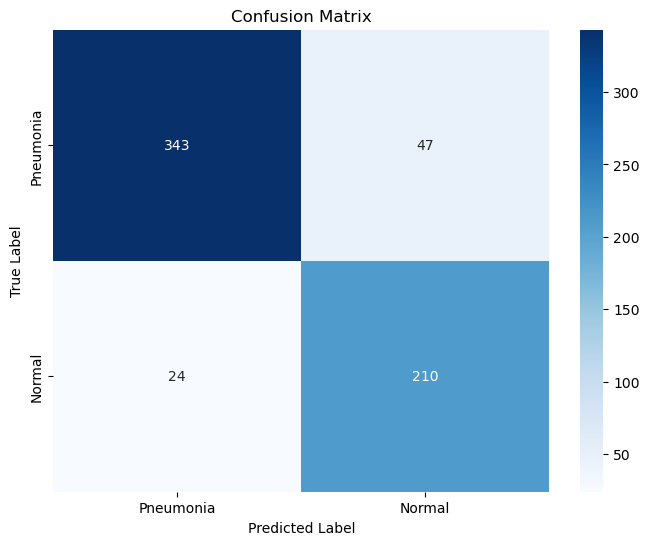 Confusion Matrix
True Label
Pneumonia
343
47
Normal
24
210
Pneumonia
Normal
Predicted Label
300
250
200
150
100
50